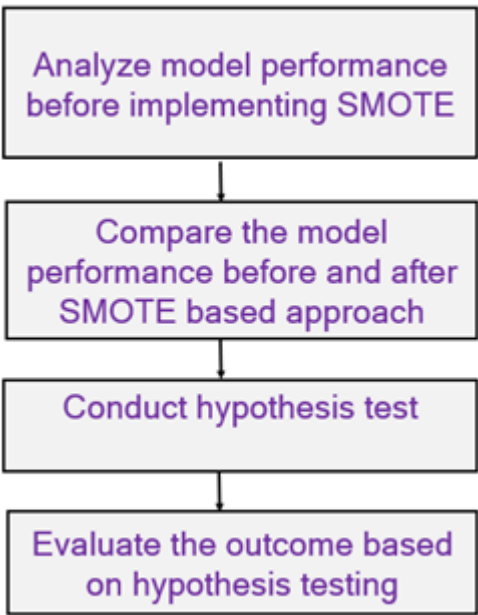 Analyze model performance
before implementing SMOTE
Compare the model
performance before and after
SMOTE based approach
Conduct hypothesis test
Evaluate the outcome based
on hypothesis testing